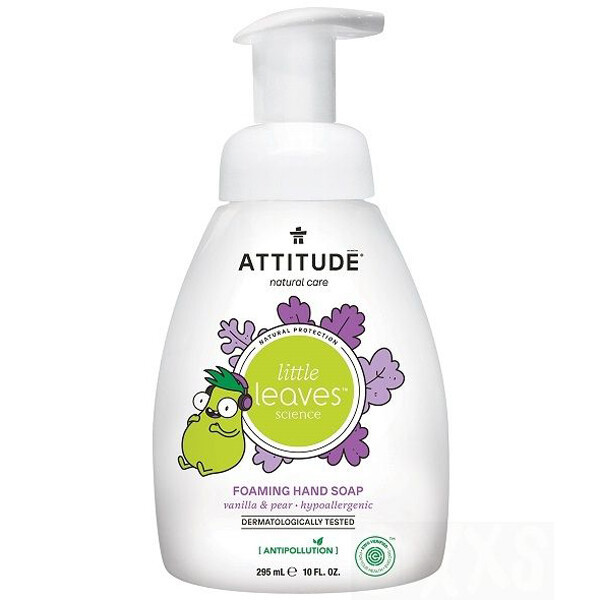 ATTITUDE
natural care
NATURAL PROTECTION
little
leaves™
science
FOAMING HAND SOAP
vanilla & pear · hypoallergenic
DERMATOLOGICALLY TESTED
[ ANTIPOLLUTION ]
295 mL ℮ 10 FL. OZ.